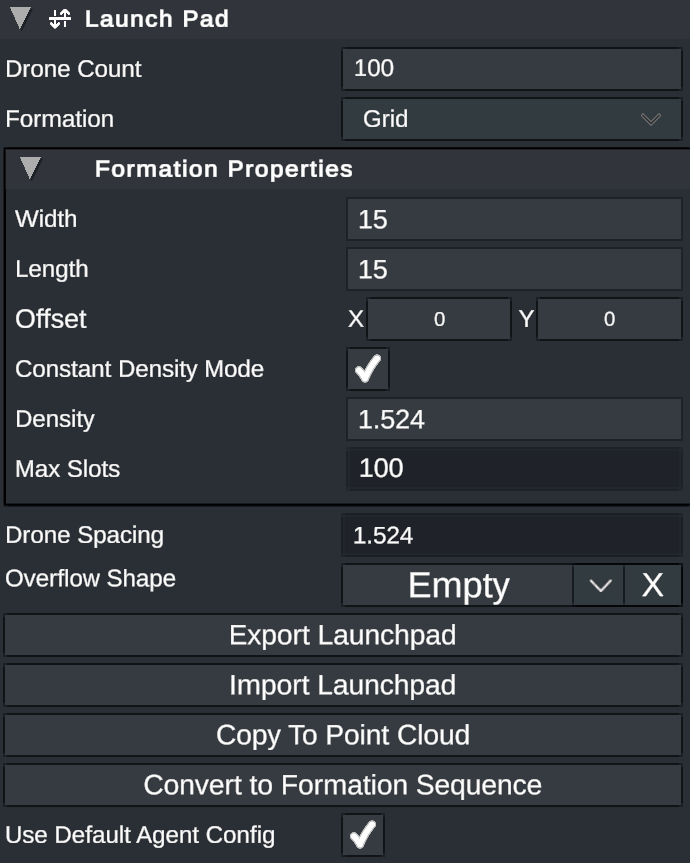 Launch Pad
Drone Count 100
Formation Grid
Formation Properties
Width 15
Length 15
Offset X 0 Y 0
Constant Density Mode
Density 1.524
Max Slots 100
Drone Spacing 1.524
Overflow Shape Empty X
Export Launchpad
Import Launchpad
Copy To Point Cloud
Convert to Formation Sequence
Use Default Agent Config